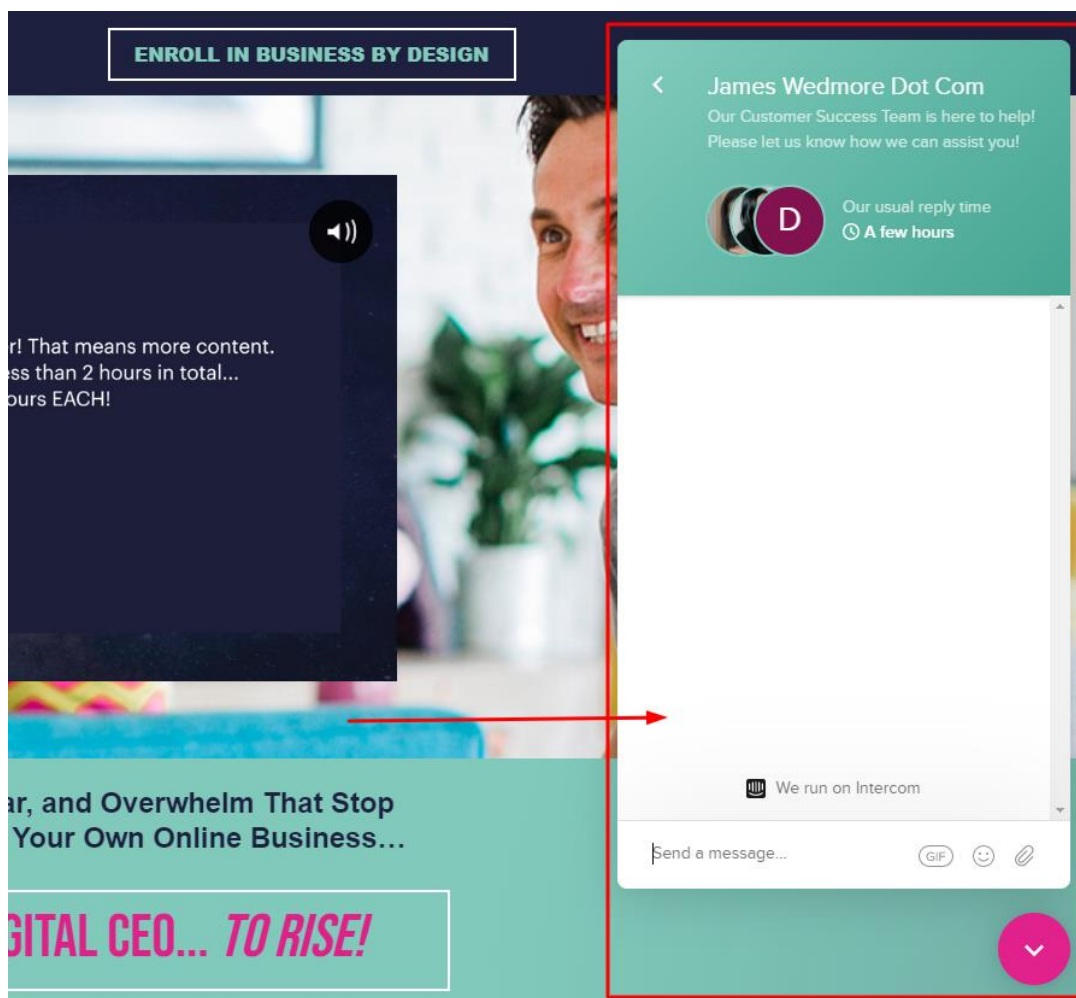 ENROLL IN BUSINESS BY DESIGN
r! That means more content.
ess than 2 hours in total...
ours EACH!
ar, and Overwhelm That Stop
Your Own Online Business...
GITAL CEO... TO RISE!
James Wedmore Dot Com
Our Customer Success Team is here to help!
Please let us know how we can assist you!
D
Our usual reply time
A few hours
We run on Intercom
Send a message...
GIF